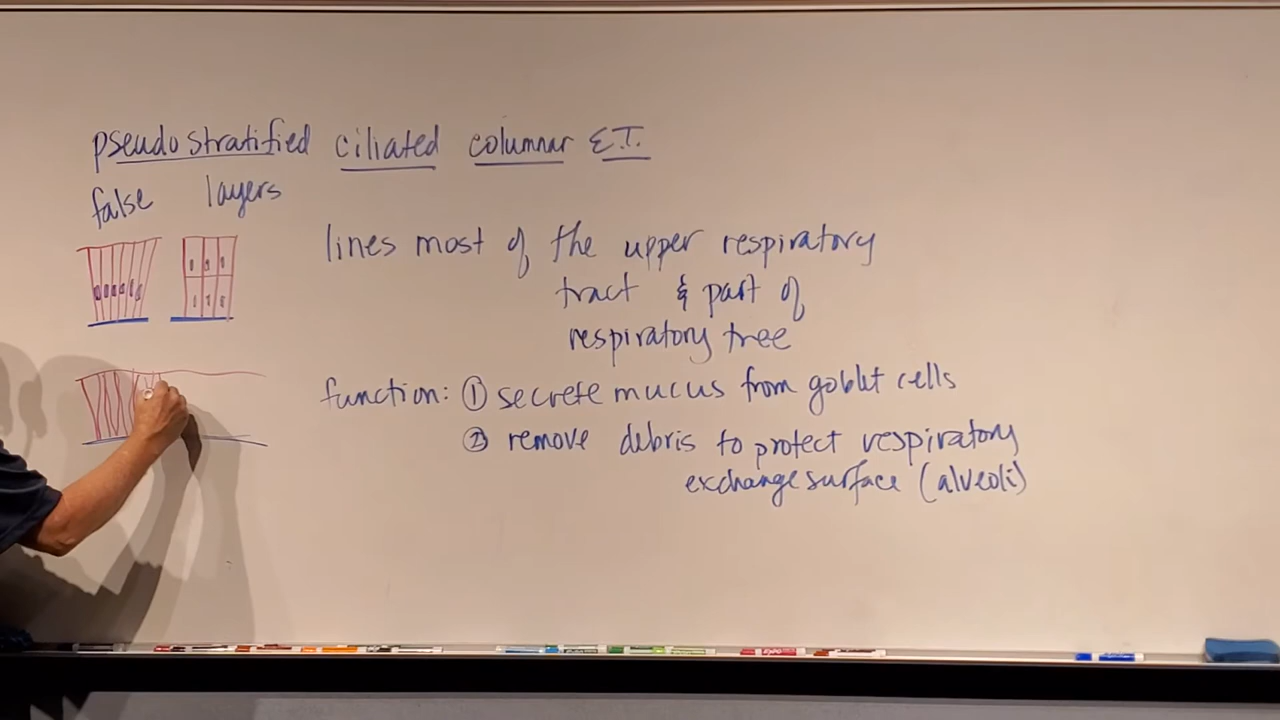 pseudostratified ciliated columnar E.T.
false layers
lines most of the upper respiratory
tract & part of
respiratory tree
function: ① secrete mucus from goblet cells
② remove debris to protect respiratory
exchange surface (alveoli)
EXPO